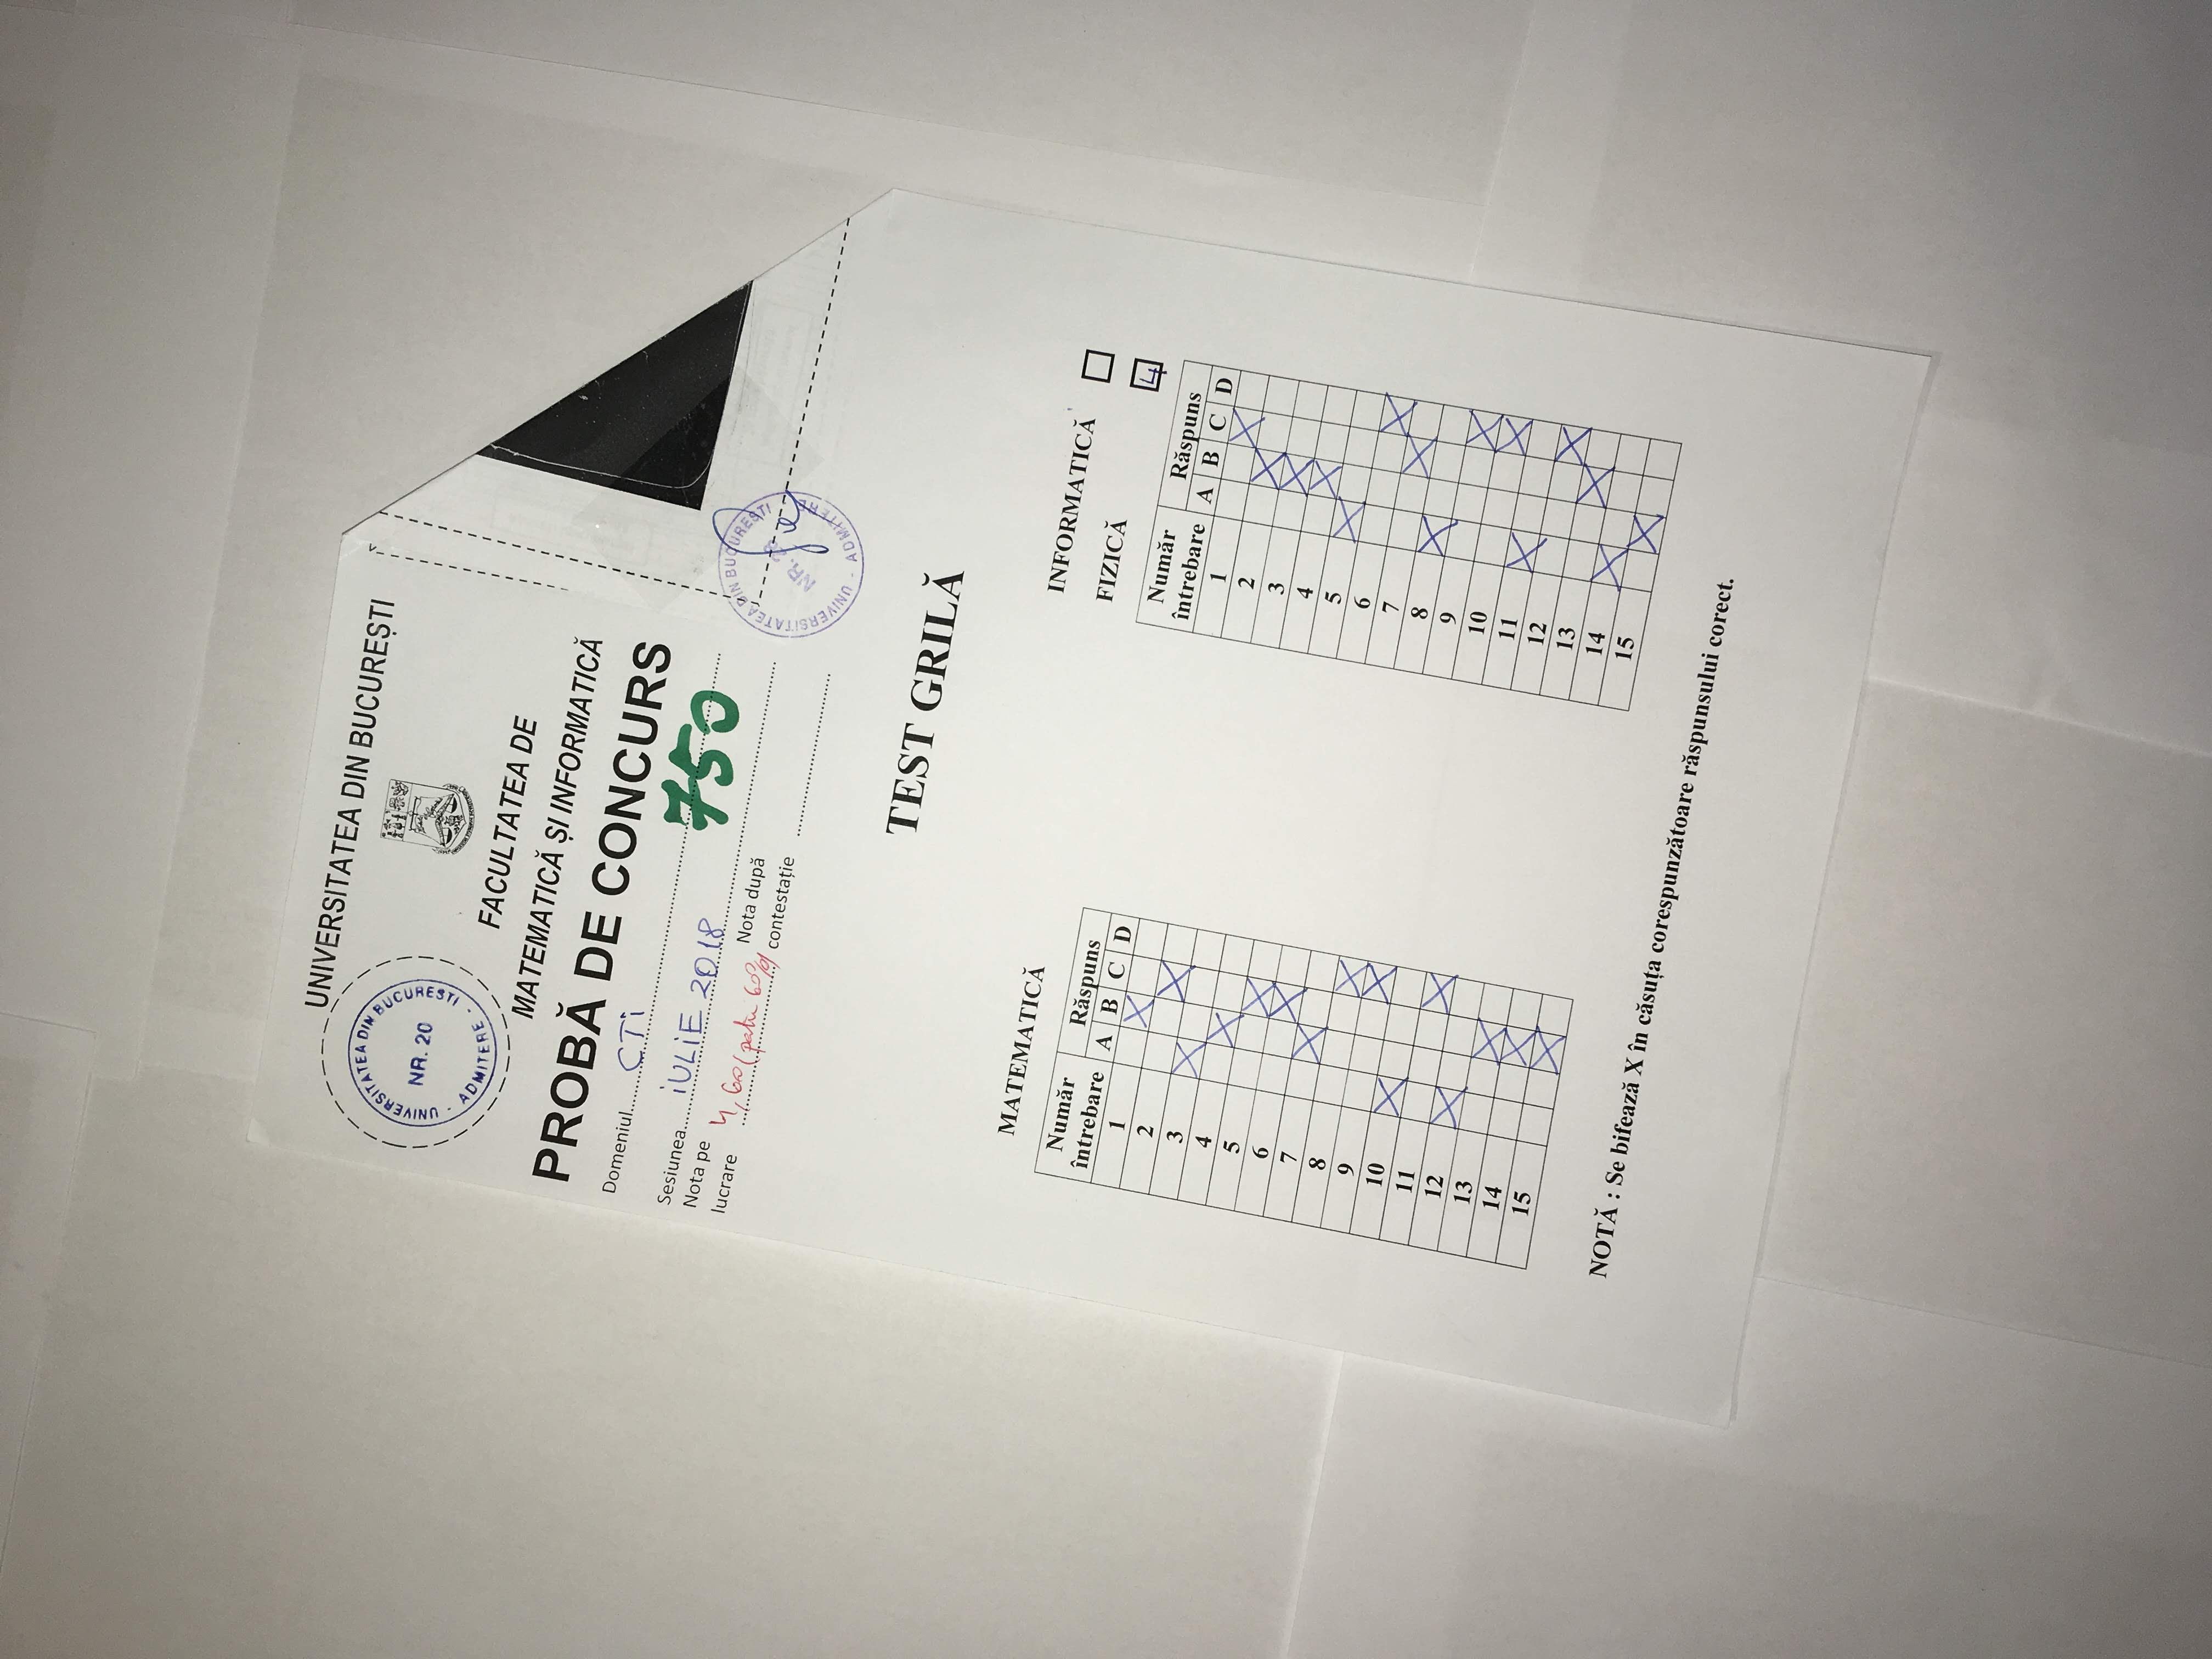 UNIVERSITATEA DIN BUCUREȘTI
UNIVERSITATEA DIN BUCUREȘTI
NR. 20
- ADMITERE -
FACULTATEA DE
MATEMATICĂ ȘI INFORMATICĂ
PROBĂ DE CONCURS
Domeniul CTi
750
Sesiunea iULiE 2018
Nota pe lucrare 4,60 (patru 60%)
Nota după contestație
UNIVERSITATEA DIN BUCUREȘTI
NR.
- ADMITERE
TEST GRILĂ
MATEMATICĂ
Număr întrebare Răspuns
A B C D
1 X
2 X
3 X
4 X
5 X
6 X
7 X
8 X
9 X
10 X
11 X
12 X
13 X
14 X
15 X
INFORMATICĂ
FIZICĂ 4
Număr întrebare Răspuns
A B C D
1 X
2 X
3 X
4 X
5 X
6 X
7 X
8 X
9 X
10 X
11 X
12 X
13 X
14 X
15 X
NOTĂ : Se bifează X în căsuța corespunzătoare răspunsului corect.